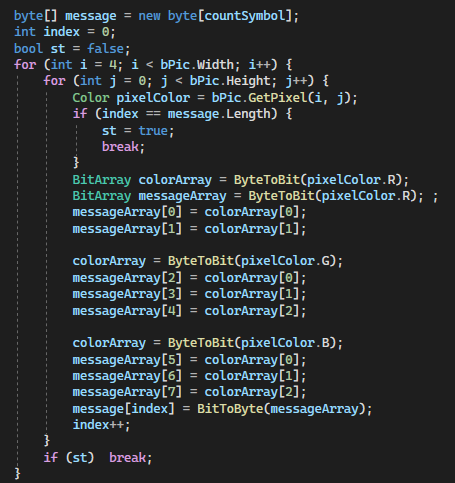 byte[] message = new byte[countSymbol];
int index = 0;
bool st = false;
for (int i = 4; i < bPic.Width; i++) {
    for (int j = 0; j < bPic.Height; j++) {
        Color pixelColor = bPic.GetPixel(i, j);
        if (index == message.Length) {
            st = true;
            break;
        }
        BitArray colorArray = ByteToBit(pixelColor.R);
        BitArray messageArray = ByteToBit(pixelColor.R); ;
        messageArray[0] = colorArray[0];
        messageArray[1] = colorArray[1];

        colorArray = ByteToBit(pixelColor.G);
        messageArray[2] = colorArray[0];
        messageArray[3] = colorArray[1];
        messageArray[4] = colorArray[2];

        colorArray = ByteToBit(pixelColor.B);
        messageArray[5] = colorArray[0];
        messageArray[6] = colorArray[1];
        messageArray[7] = colorArray[2];
        message[index] = BitToByte(messageArray);
        index++;
    }
    if (st)  break;
}